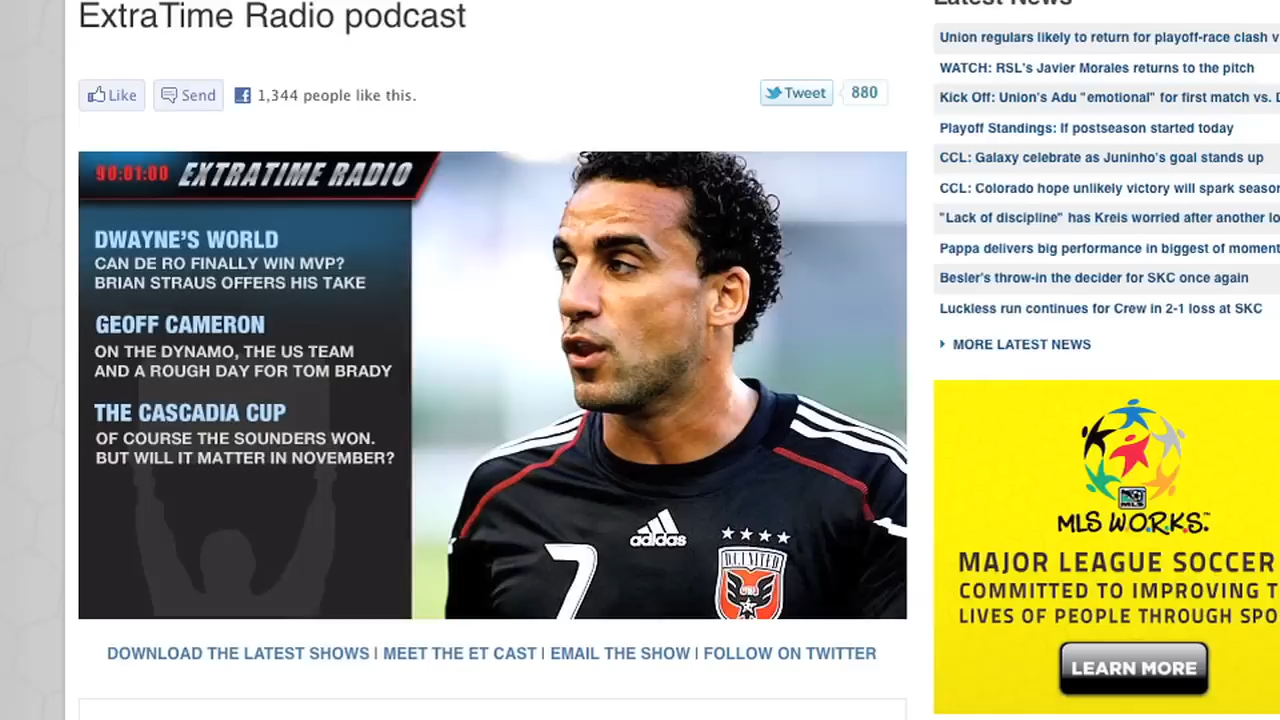 ExtraTime Radio podcast
Like
Send
1,344 people like this.
Tweet
880
90:01:00 EXTRATIME RADIO
DWAYNE'S WORLD
CAN DE RO FINALLY WIN MVP?
BRIAN STRAUS OFFERS HIS TAKE
GEOFF CAMERON
ON THE DYNAMO, THE US TEAM
AND A ROUGH DAY FOR TOM BRADY
THE CASCADIA CUP
OF COURSE THE SOUNDERS WON.
BUT WILL IT MATTER IN NOVEMBER?
adidas
D.C. UNITED
7
DOWNLOAD THE LATEST SHOWS | MEET THE ET CAST | EMAIL THE SHOW | FOLLOW ON TWITTER
Latest News
Union regulars likely to return for playoff-race clash v
WATCH: RSL's Javier Morales returns to the pitch
Kick Off: Union's Adu "emotional" for first match vs. D
Playoff Standings: If postseason started today
CCL: Galaxy celebrate as Juninho's goal stands up
CCL: Colorado hope unlikely victory will spark season
"Lack of discipline" has Kreis worried after another lo
Pappa delivers big performance in biggest of moment
Besler's throw-in the decider for SKC once again
Luckless run continues for Crew in 2-1 loss at SKC
MORE LATEST NEWS
MLS
MLS W.O.R.K.S.™
MAJOR LEAGUE SOCCER
COMMITTED TO IMPROVING T
LIVES OF PEOPLE THROUGH SPO
LEARN MORE